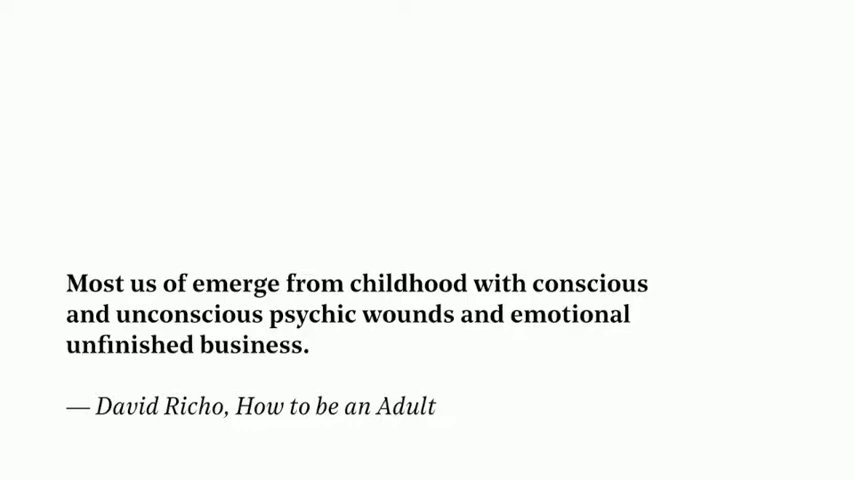 Most us of emerge from childhood with conscious
and unconscious psychic wounds and emotional
unfinished business.
— David Richo, How to be an Adult